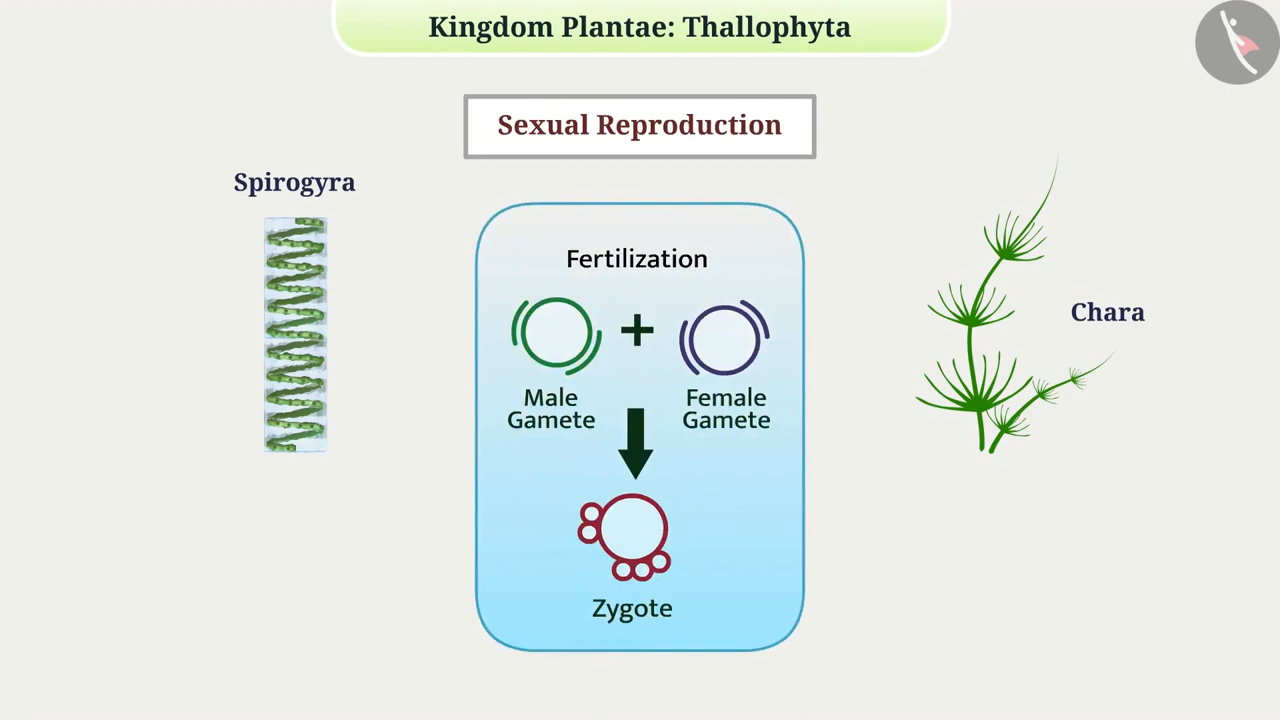 Kingdom Plantae: Thallophyta
Sexual Reproduction
Spirogyra
Fertilization
Male
Gamete
Female
Gamete
Zygote
Chara